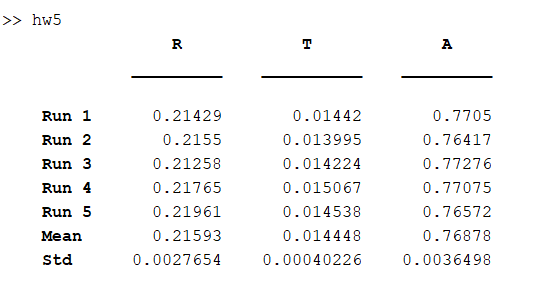 >> hw5
R T A
Run 1 0.21429 0.01442 0.7705
Run 2 0.2155 0.013995 0.76417
Run 3 0.21258 0.014224 0.77276
Run 4 0.21765 0.015067 0.77075
Run 5 0.21961 0.014538 0.76572
Mean 0.21593 0.014448 0.76878
Std 0.0027654 0.00040226 0.0036498